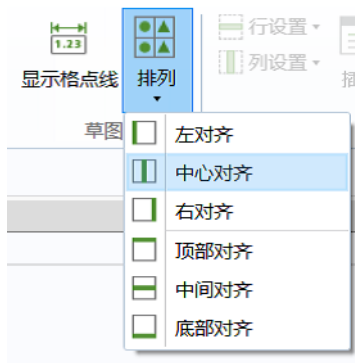 1.23
显示格点线
排列
行设置
列设置
插
草图
左对齐
中心对齐
右对齐
顶部对齐
中间对齐
底部对齐